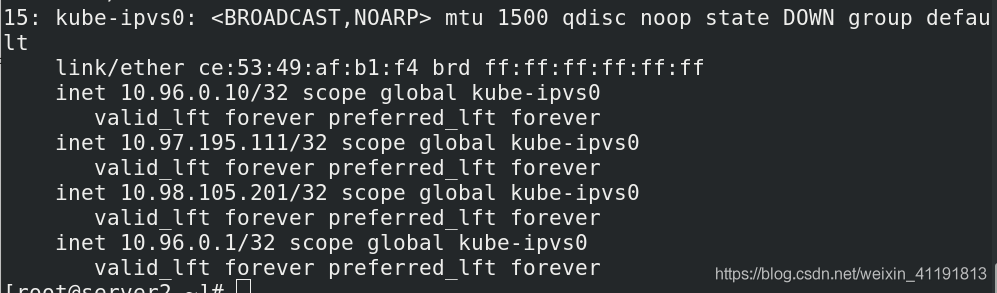 15: kube-ipvs0: <BROADCAST,NOARP> mtu 1500 qdisc noop state DOWN group defau
lt
link/ether ce:53:49:af:b1:f4 brd ff:ff:ff:ff:ff:ff
inet 10.96.0.10/32 scope global kube-ipvs0
valid_lft forever preferred_lft forever
inet 10.97.195.111/32 scope global kube-ipvs0
valid_lft forever preferred_lft forever
inet 10.98.105.201/32 scope global kube-ipvs0
valid_lft forever preferred_lft forever
inet 10.96.0.1/32 scope global kube-ipvs0
valid_lft forever preferred_lft forever
[root@server2 ~]#
https://blog.csdn.net/weixin_41191813